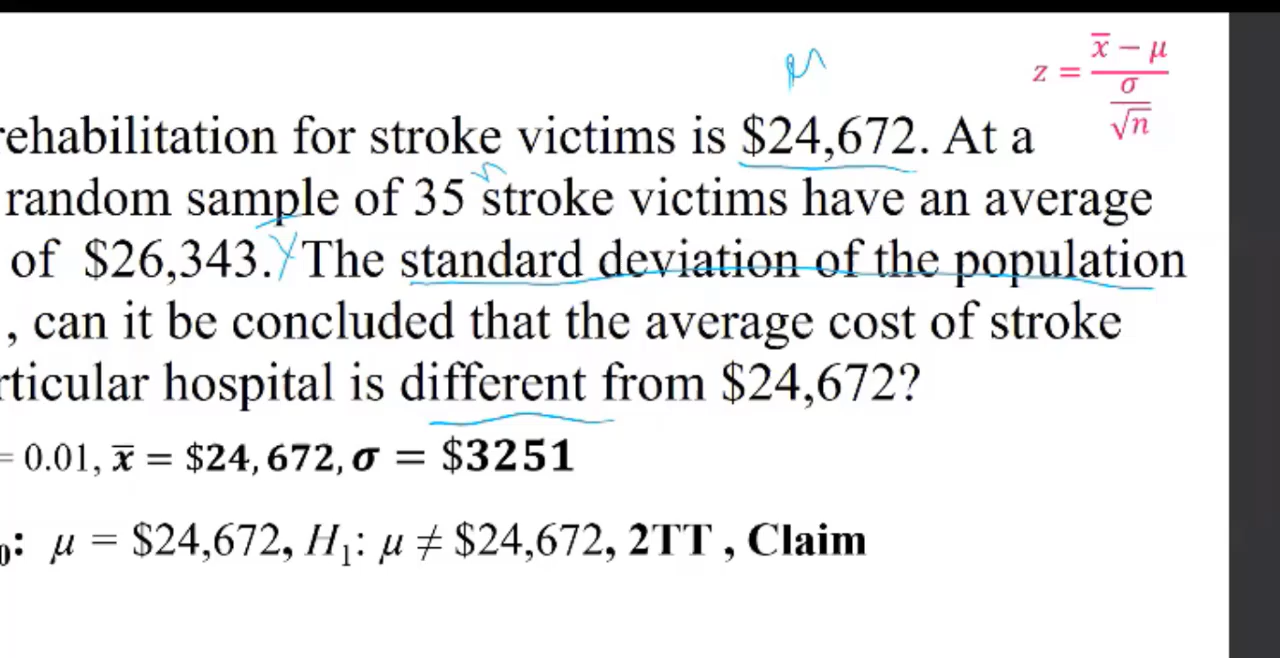 z = x̄ − μ / σ / √n
μ
ehabilitation for stroke victims is $24,672. At a
random sample of 35 stroke victims have an average
of $26,343. The standard deviation of the population
, can it be concluded that the average cost of stroke
rticular hospital is different from $24,672?
= 0.01, x̄ = $24,672, σ = $3251
0: μ = $24,672, H₁: μ ≠ $24,672, 2TT , Claim